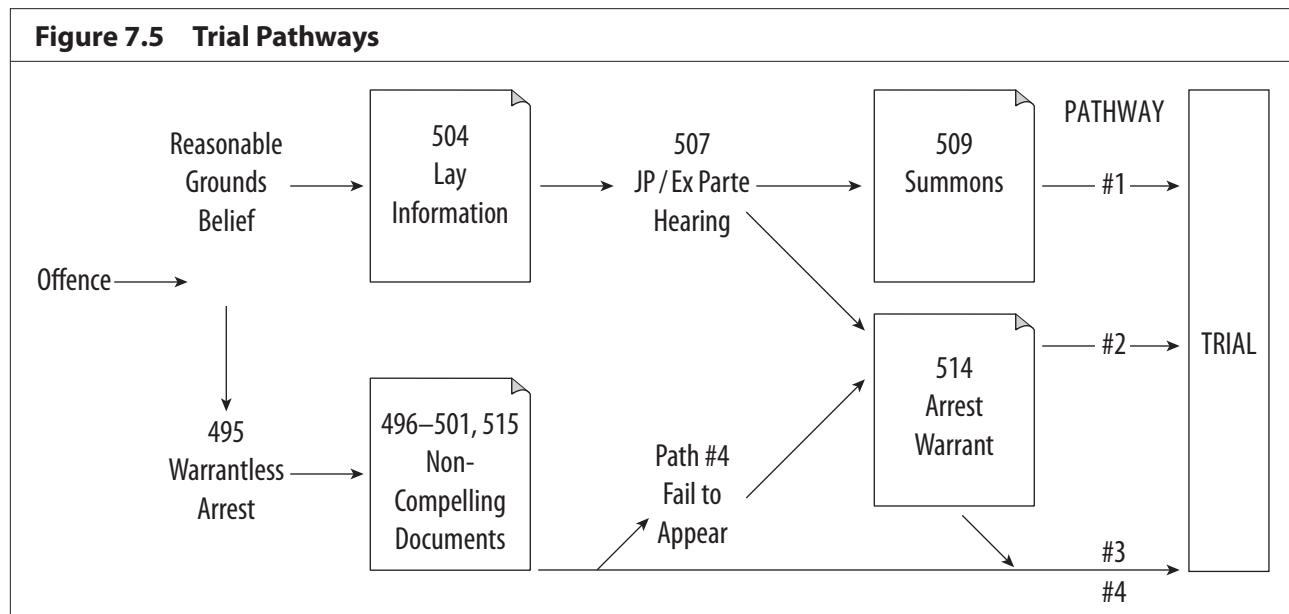 Figure 7.5 Trial Pathways
Reasonable
Grounds
Belief
504
Lay
Information
507
JP / Ex Parte
Hearing
509
Summons
PATHWAY
#1
Offence
514
Arrest
Warrant
#2
TRIAL
495
Warrantless
Arrest
496–501, 515
Non-
Compelling
Documents
Path #4
Fail to
Appear
#3
#4